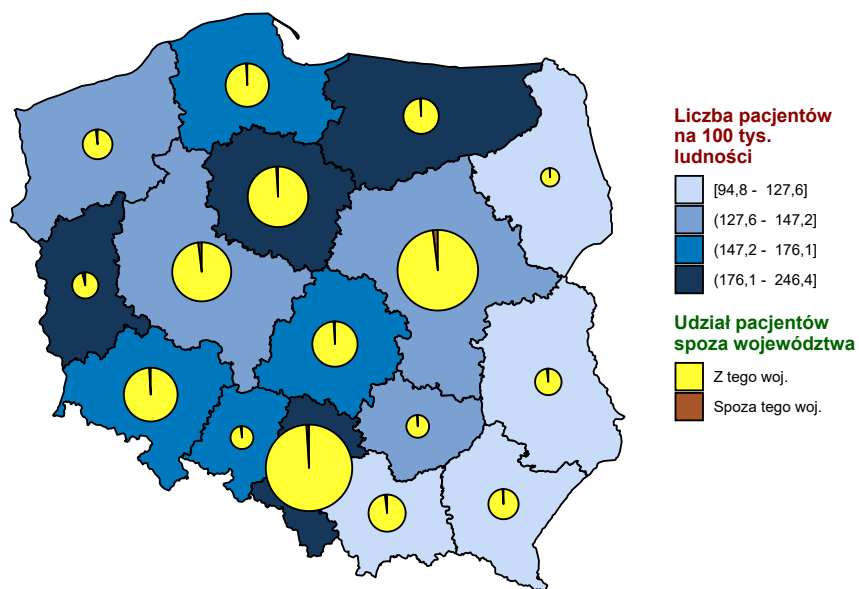 Liczba pacjentów
na 100 tys.
ludności
[94,8 - 127,6]
(127,6 - 147,2]
(147,2 - 176,1]
(176,1 - 246,4]
Udział pacjentów
spoza województwa
Z tego woj.
Spoza tego woj.